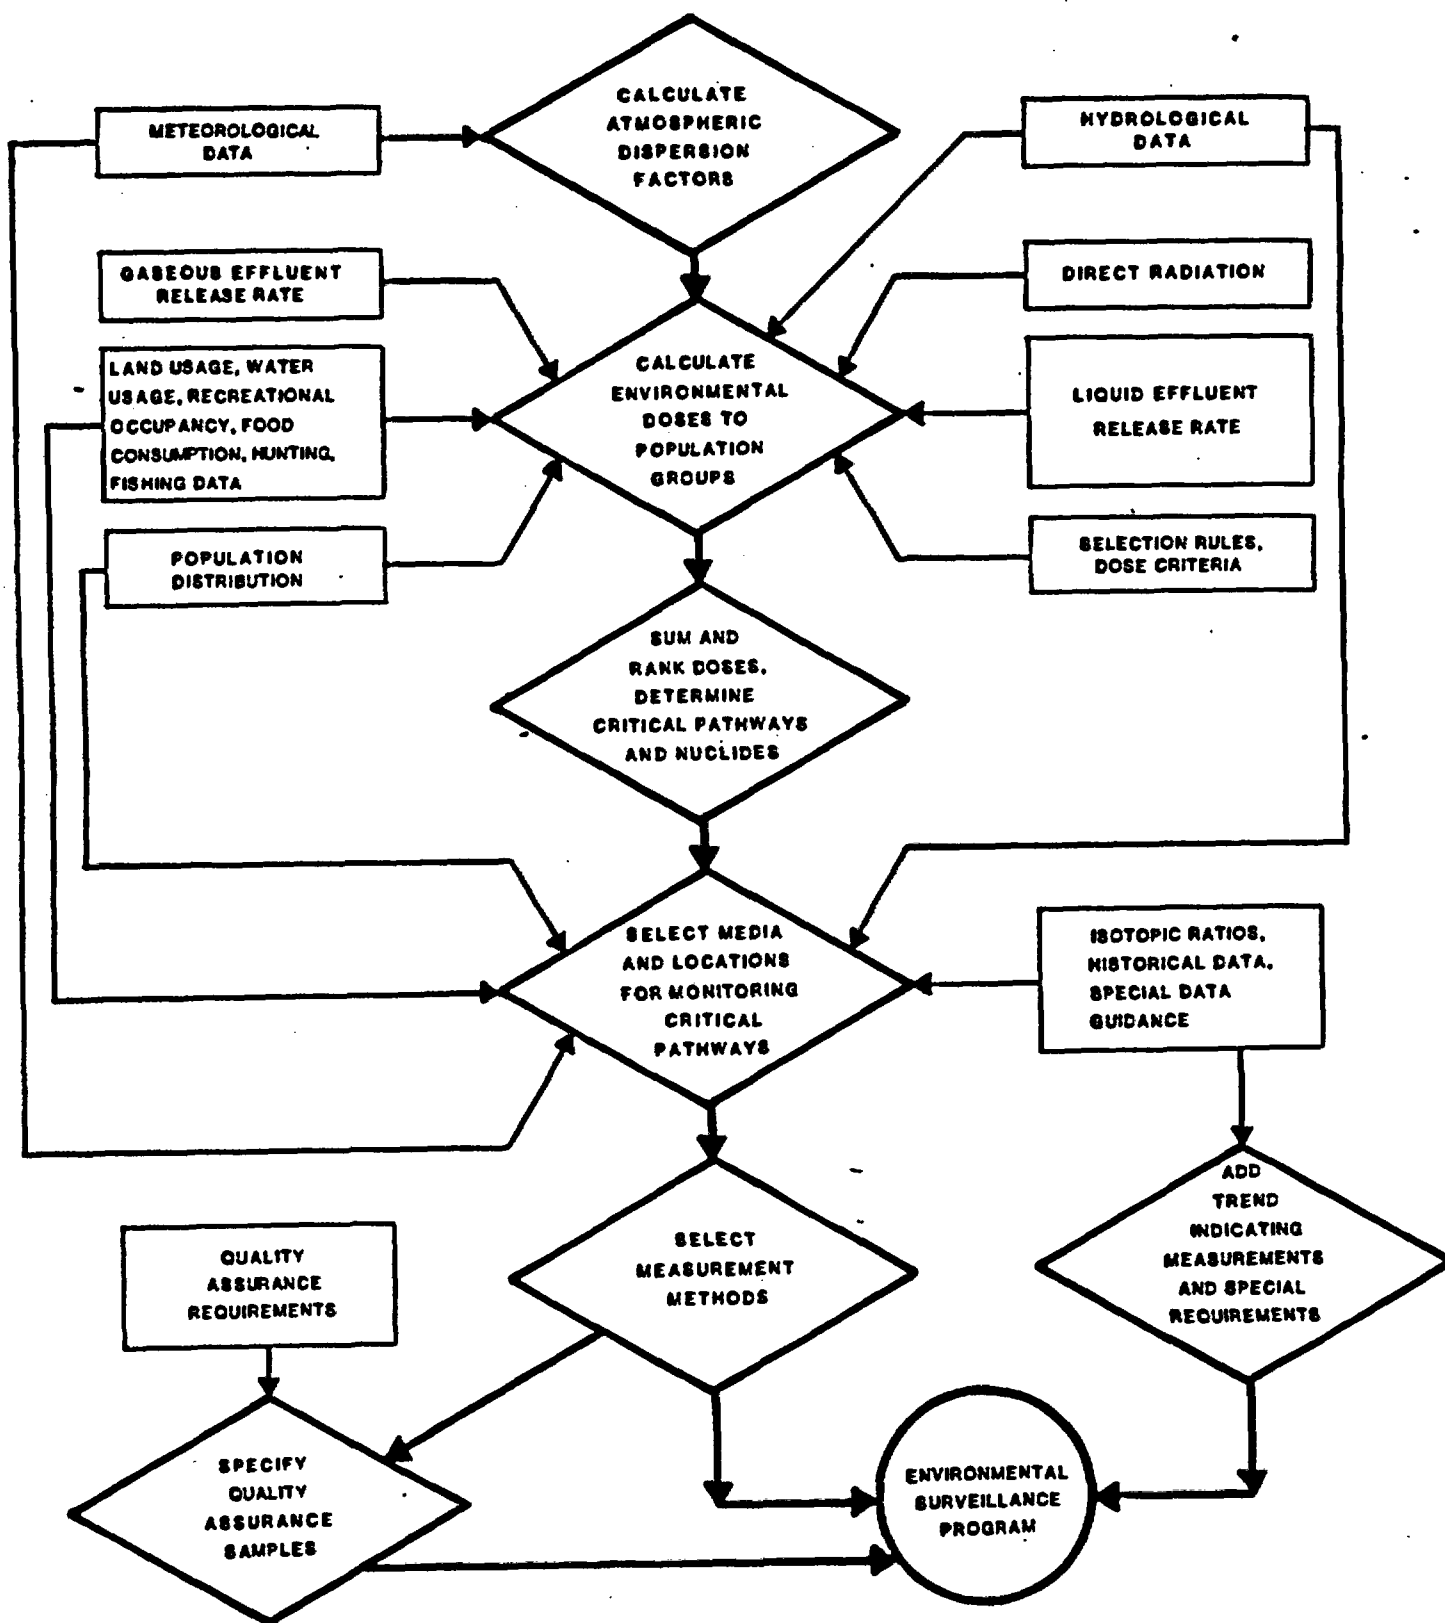 CALCULATE
ATMOSPHERIC
DISPERSION
FACTORS
METEOROLOGICAL
DATA
HYDROLOGICAL
DATA
GASEOUS EFFLUENT
RELEASE RATE
DIRECT RADIATION
LAND USAGE, WATER
USAGE, RECREATIONAL
OCCUPANCY, FOOD
CONSUMPTION, HUNTING,
FISHING DATA
CALCULATE
ENVIRONMENTAL
DOSES TO
POPULATION
GROUPS
LIQUID EFFLUENT
RELEASE RATE
POPULATION
DISTRIBUTION
SELECTION RULES,
DOSE CRITERIA
SUM AND
RANK DOSES,
DETERMINE
CRITICAL PATHWAYS
AND NUCLIDES
SELECT MEDIA
AND LOCATIONS
FOR MONITORING
CRITICAL
PATHWAYS
ISOTOPIC RATIOS,
HISTORICAL DATA,
SPECIAL DATA
GUIDANCE
ADD
TREND
INDICATING
MEASUREMENTS
AND SPECIAL
REQUIREMENTS
SELECT
MEASUREMENT
METHODS
QUALITY
ASSURANCE
REQUIREMENTS
SPECIFY
QUALITY
ASSURANCE
SAMPLES
ENVIRONMENTAL
SURVEILLANCE
PROGRAM